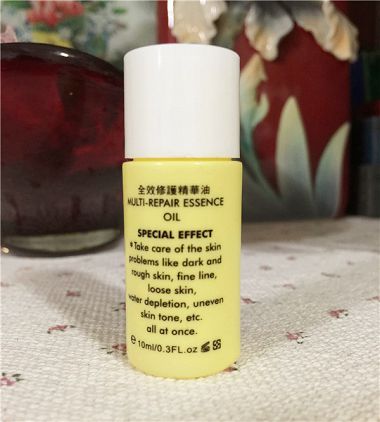 全效修護精華油
MULTI-REPAIR ESSENCE
OIL
SPECIAL EFFECT
*Take care of the skin
problems like dark and
rough skin, fine line,
loose skin,
water depletion, uneven
skin tone, etc.
all at once.
℮ 10ml/0.3FL.oz